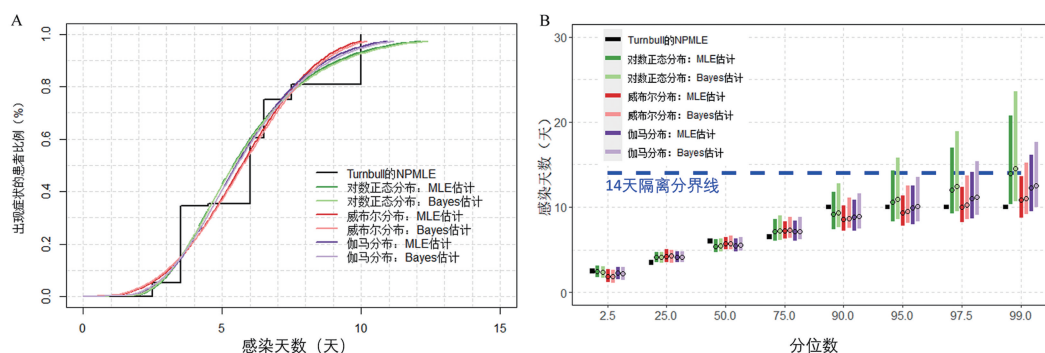 A
出现症状的患者比例（%）
1.0
0.8
0.6
0.4
0.2
0.0
Turnbull的NPMLE
对数正态分布：MLE估计
对数正态分布：Bayes估计
威布尔分布：MLE估计
威布尔分布：Bayes估计
伽马分布：MLE估计
伽马分布：Bayes估计
0 5 10 15
感染天数（天）
B
感染天数（天）
30
20
10
0
Turnbull的NPMLE
对数正态分布：MLE估计
对数正态分布：Bayes估计
威布尔分布：MLE估计
威布尔分布：Bayes估计
伽马分布：MLE估计
伽马分布：Bayes估计
14天隔离分界线
2.5 25.0 50.0 75.0 90.0 95.0 97.5 99.0
分位数